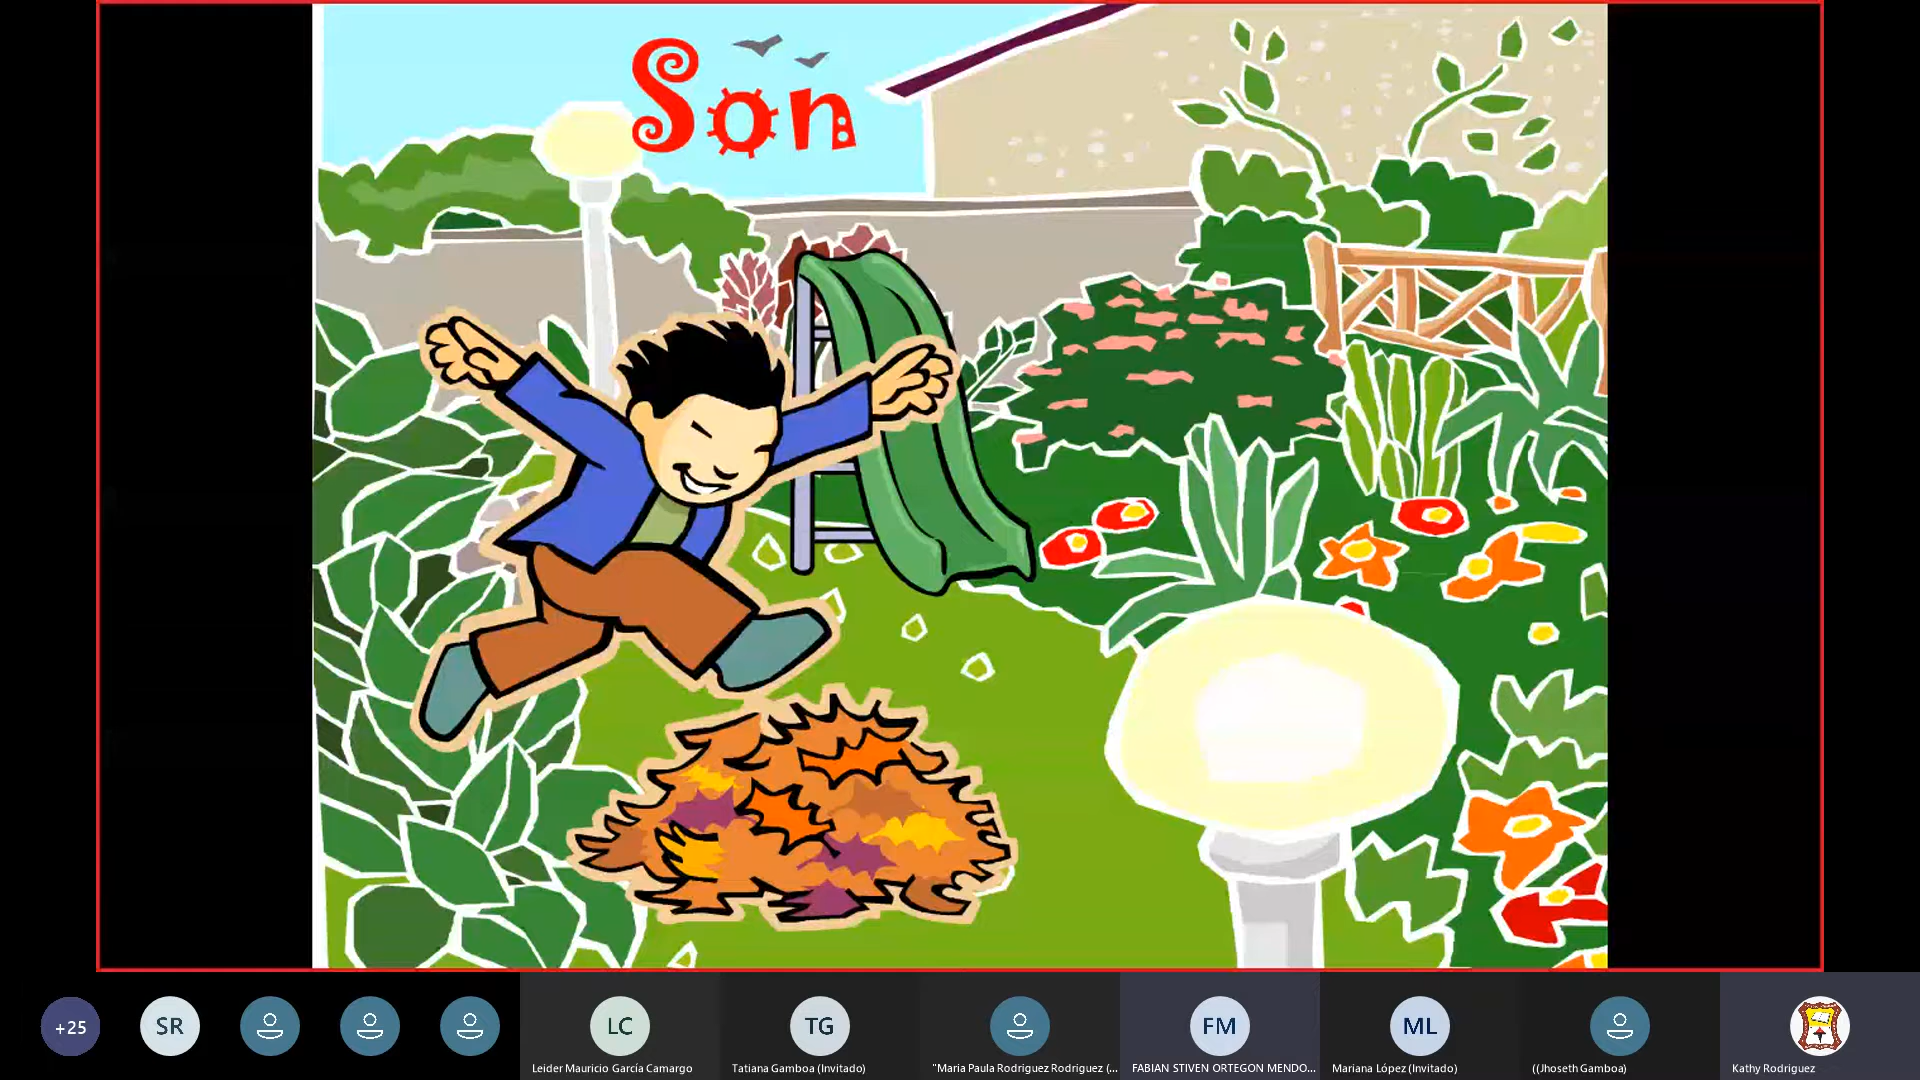 Son
+25
SR
LC
TG
FM
ML
Leider Mauricio García Camargo
Tatiana Gamboa (Invitado)
"Maria Paula Rodriguez Rodriguez (...
FABIAN STIVEN ORTEGON MENDO...
Mariana López (Invitado)
((Jhoseth Gamboa)
Kathy Rodriguez